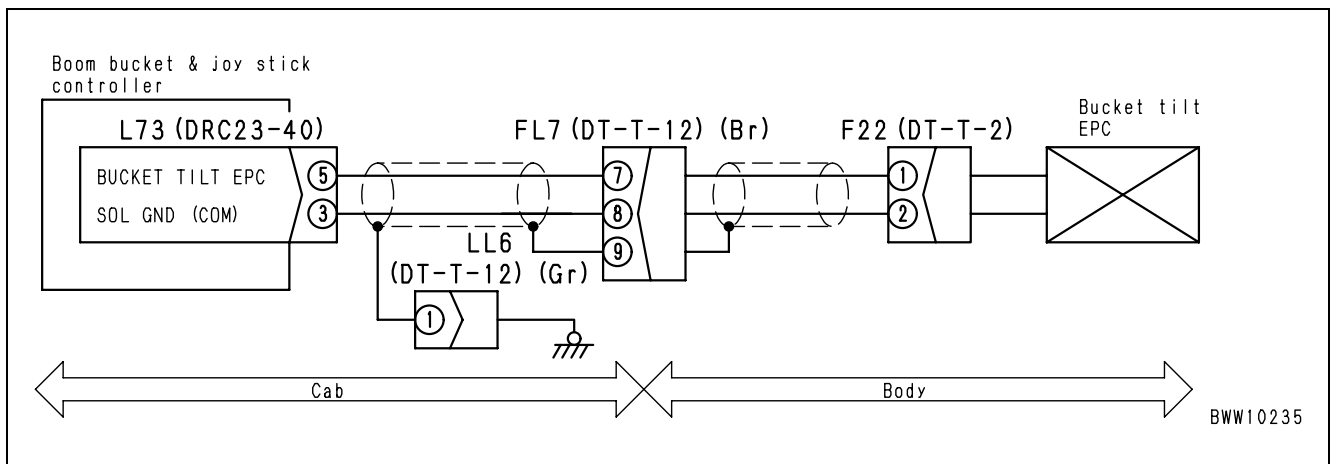 Boom bucket & joy stick
controller
L73 (DRC23-40)
FL7 (DT-T-12) (Br)
F22 (DT-T-2)
Bucket tilt
EPC
BUCKET TILT EPC
5
7
1
SOL GND (COM)
3
8
2
9
LL6
(DT-T-12) (Gr)
1
Cab
Body
BWW10235